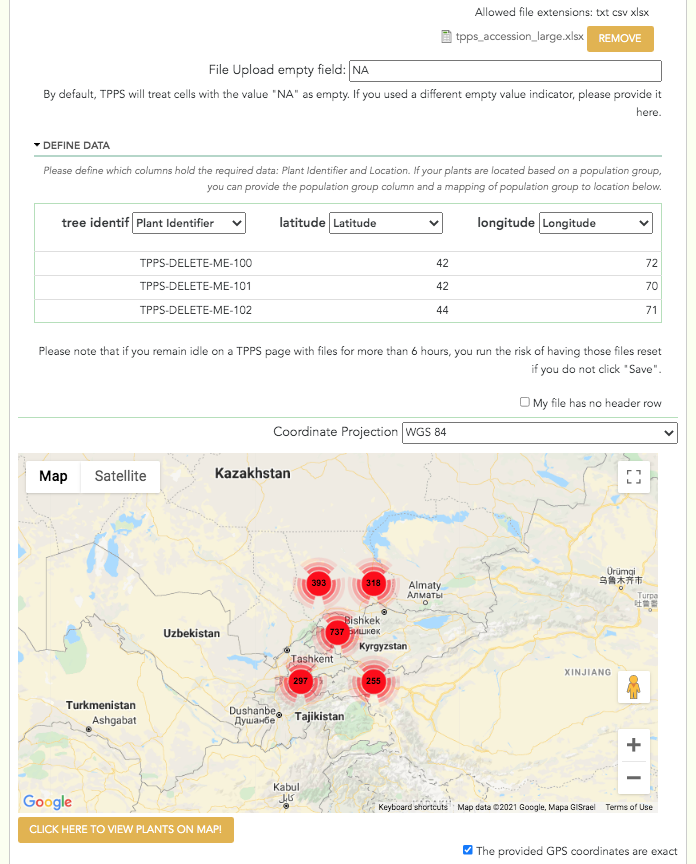 Allowed file extensions: txt csv xlsx
tpps_accession_large.xlsx REMOVE
File Upload empty field: NA
By default, TPPS will treat cells with the value "NA" as empty. If you used a different empty value indicator, please provide it
here.
DEFINE DATA
Please define which columns hold the required data: Plant Identifier and Location. If your plants are located based on a population group,
you can provide the population group column and a mapping of population group to location below.
tree identif Plant Identifier latitude Latitude longitude Longitude
TPPS-DELETE-ME-100 42 72
TPPS-DELETE-ME-101 42 70
TPPS-DELETE-ME-102 44 71
Please note that if you remain idle on a TPPS page with files for more than 6 hours, you run the risk of having those files reset
if you do not click "Save".
My file has no header row
Coordinate Projection WGS 84
Map Satellite
Kazakhstan
393 318
Almaty
Алматы
Ürümqi
乌鲁木齐市
Turpa
吐鲁番
Bishkek
Бишкек
737
Uzbekistan
Kyrgyzstan
Tashkent
297 255
XINJIANG
Turkmenistan
Ashgabat
Dushanbe
Душанбе
Tajikistan
Kabul
کابل
Google
Keyboard shortcuts Map data ©2021 Google, Mapa GISrael Terms of Use
CLICK HERE TO VIEW PLANTS ON MAP!
The provided GPS coordinates are exact